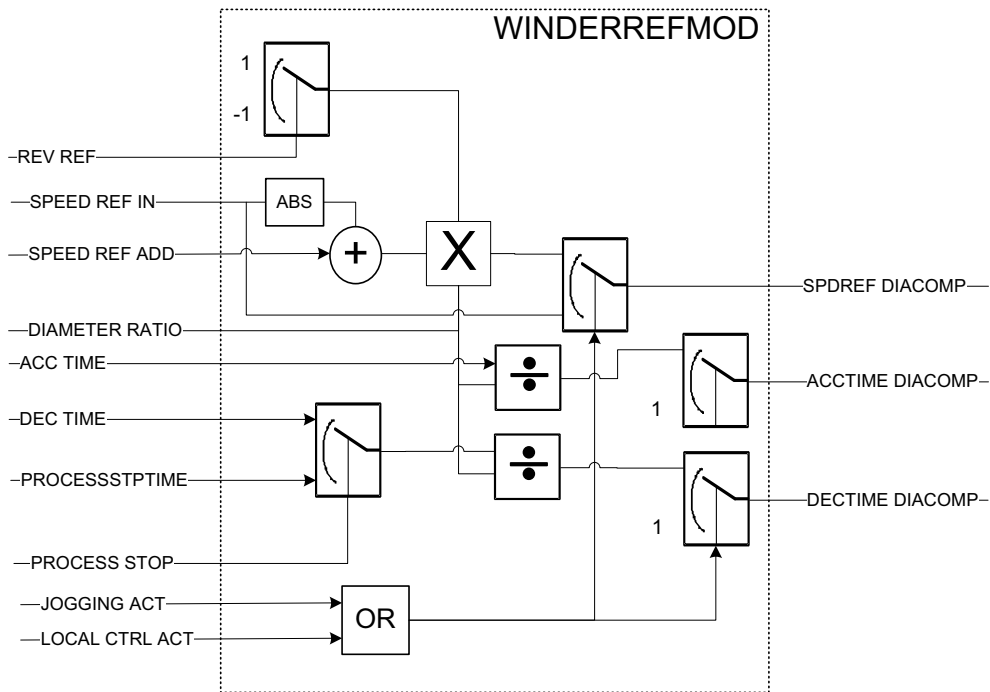 WINDERREFMOD
1
-1
REV REF
SPEED REF IN
ABS
SPEED REF ADD
+
X
SPDREF DIACOMP
DIAMETER RATIO
ACC TIME
÷
ACCTIME DIACOMP
1
DEC TIME
÷
PROCESSSTPTIME
DECTIME DIACOMP
1
PROCESS STOP
JOGGING ACT
OR
LOCAL CTRL ACT